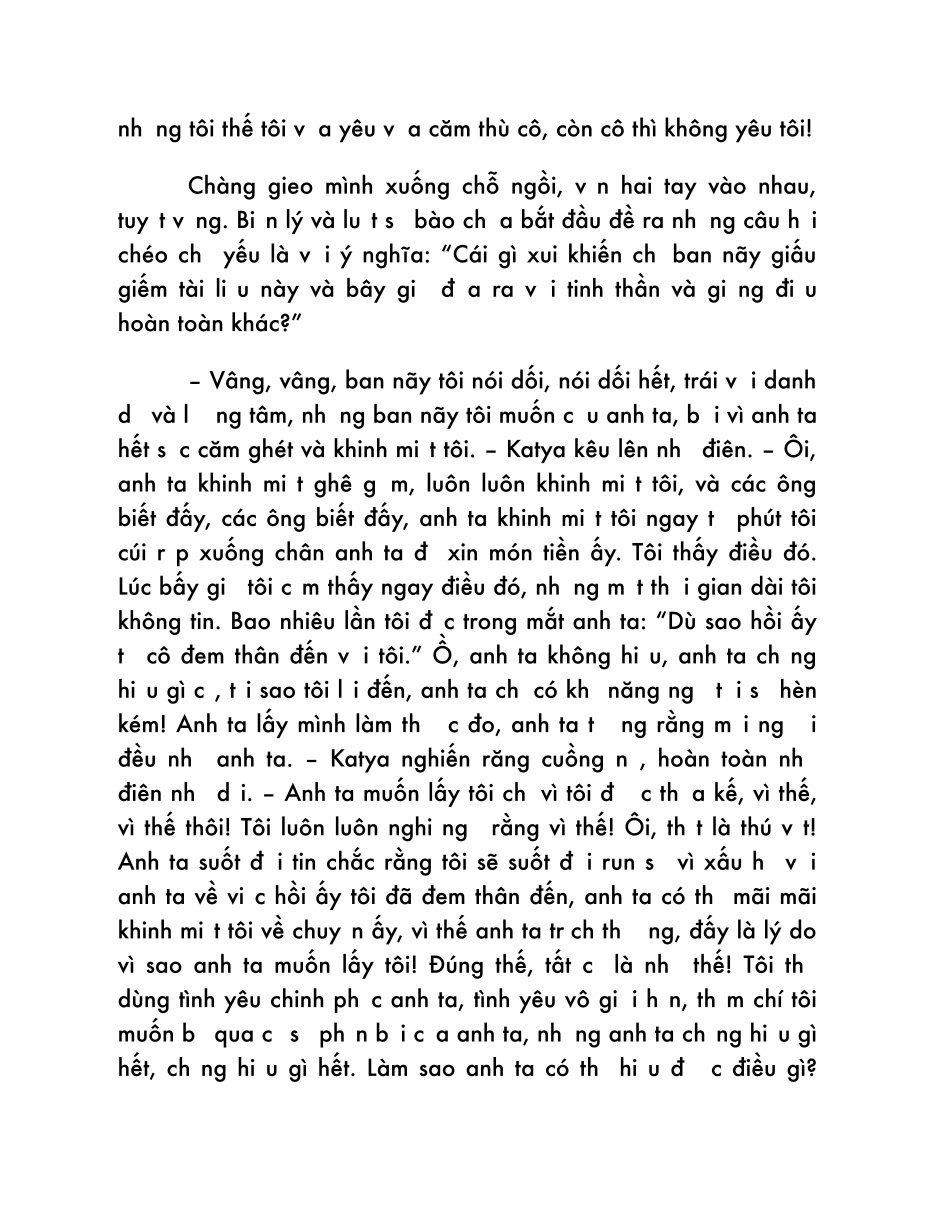 nh ng tôi thế tôi v a yêu v a căm thù cô, còn cô thì không yêu tôi!
Chàng gieo mình xuống chỗ ngồi, v n hai tay vào nhau,
tuy t v ng. Bi n lý và lu t s bào ch a bắt đầu đề ra nh ng câu h i
chéo ch yếu là v i ý nghĩa: “Cái gì xui khiến ch ban nãy giấu
giếm tài li u này và bây gi đ a ra v i tinh thần và gi ng đi u
hoàn toàn khác?”
– Vâng, vâng, ban nãy tôi nói dối, nói dối hết, trái v i danh
d và l ng tâm, nh ng ban nãy tôi muốn c u anh ta, b i vì anh ta
hết s c căm ghét và khinh mi t tôi. – Katya kêu lên nh điên. – Ôi,
anh ta khinh mi t ghê g m, luôn luôn khinh mi t tôi, và các ông
biết đấy, các ông biết đấy, anh ta khinh mi t tôi ngay t phút tôi
cúi r p xuống chân anh ta đ xin món tiền ấy. Tôi thấy điều đó.
Lúc bấy gi tôi c m thấy ngay điều đó, nh ng m t th i gian dài tôi
không tin. Bao nhiêu lần tôi đ c trong mắt anh ta: “Dù sao hồi ấy
t cô đem thân đến v i tôi.” Ồ, anh ta không hi u, anh ta ch ng
hi u gì c , t i sao tôi l i đến, anh ta ch có kh năng ng t i s hèn
kém! Anh ta lấy mình làm th c đo, anh ta t ng rằng m i ng i
đều nh anh ta. – Katya nghiến răng cuồng n , hoàn toàn nh
điên nh d i. – Anh ta muốn lấy tôi ch vì tôi đ c th a kế, vì thế,
vì thế thôi! Tôi luôn luôn nghi ng rằng vì thế! Ôi, th t là thú v t!
Anh ta suốt đ i tin chắc rằng tôi sẽ suốt đ i run s vì xấu h v i
anh ta về vi c hồi ấy tôi đã đem thân đến, anh ta có th mãi mãi
khinh mi t tôi về chuy n ấy, vì thế anh ta tr ch th ng, đấy là lý do
vì sao anh ta muốn lấy tôi! Đúng thế, tất c là nh thế! Tôi th
dùng tình yêu chinh ph c anh ta, tình yêu vô gi i h n, th m chí tôi
muốn b qua c s ph n b i c a anh ta, nh ng anh ta ch ng hi u gì
hết, ch ng hi u gì hết. Làm sao anh ta có th hi u đ c điều gì?